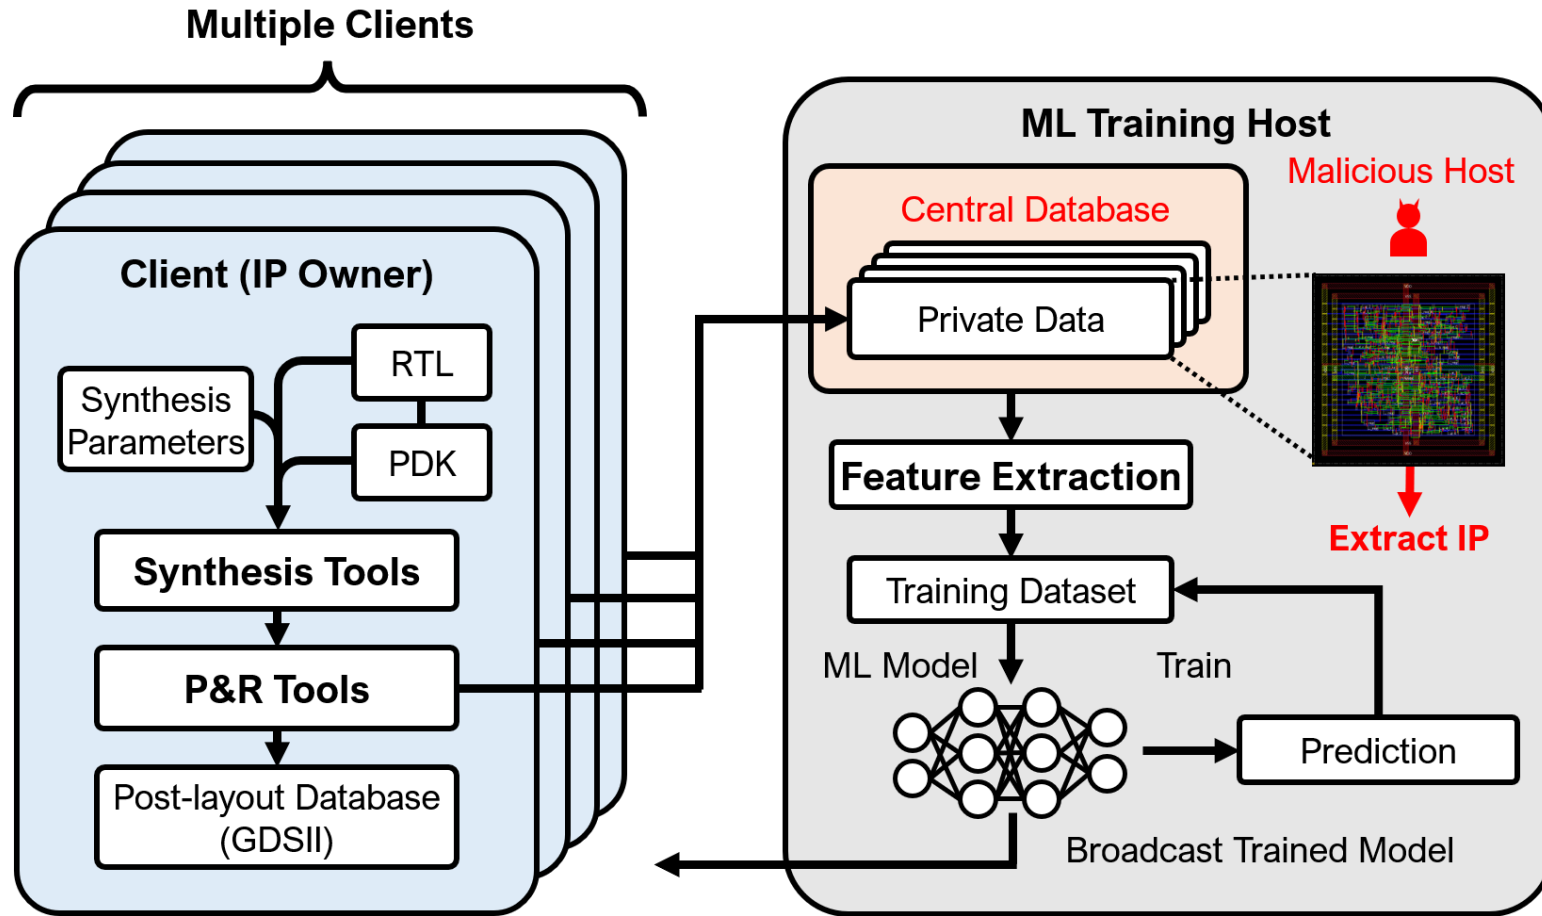 Multiple Clients
Client (IP Owner)
RTL
Synthesis
Parameters
PDK
Synthesis Tools
P&R Tools
Post-layout Database
(GDSII)
ML Training Host
Malicious Host
Central Database
Private Data
Feature Extraction
Extract IP
Training Dataset
ML Model
Train
Prediction
Broadcast Trained Model